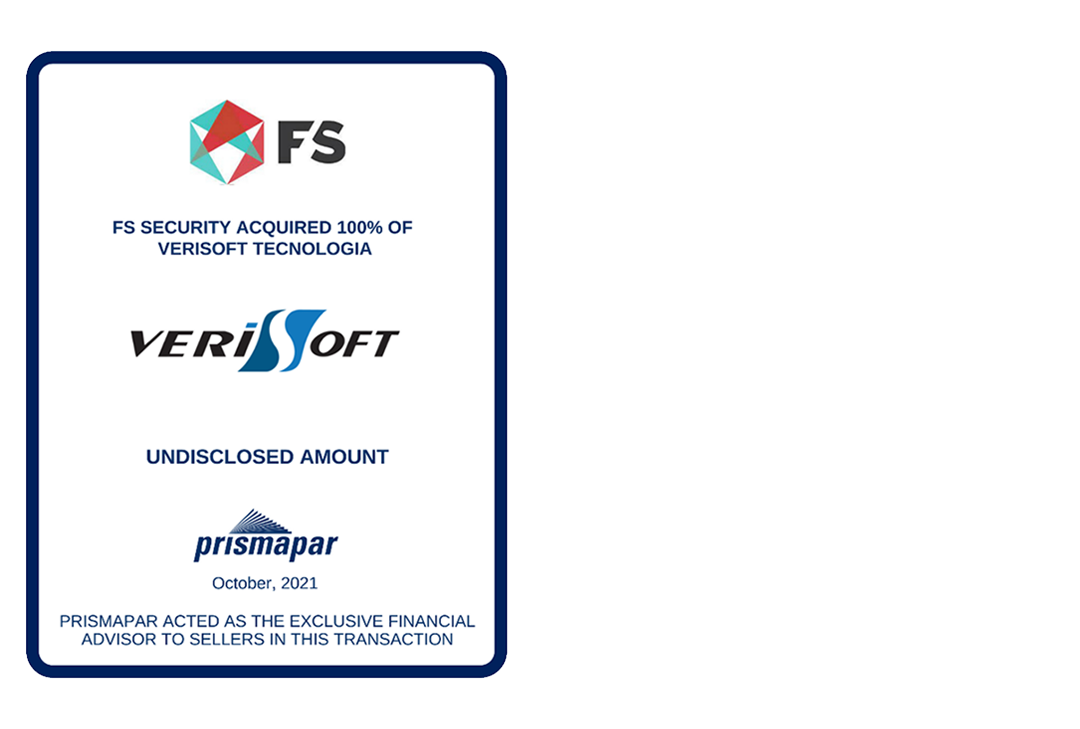 FS
FS SECURITY ACQUIRED 100% OF
VERISOFT TECNOLOGIA
VERISOFT
UNDISCLOSED AMOUNT
prismapar
October, 2021
PRISMAPAR ACTED AS THE EXCLUSIVE FINANCIAL
ADVISOR TO SELLERS IN THIS TRANSACTION